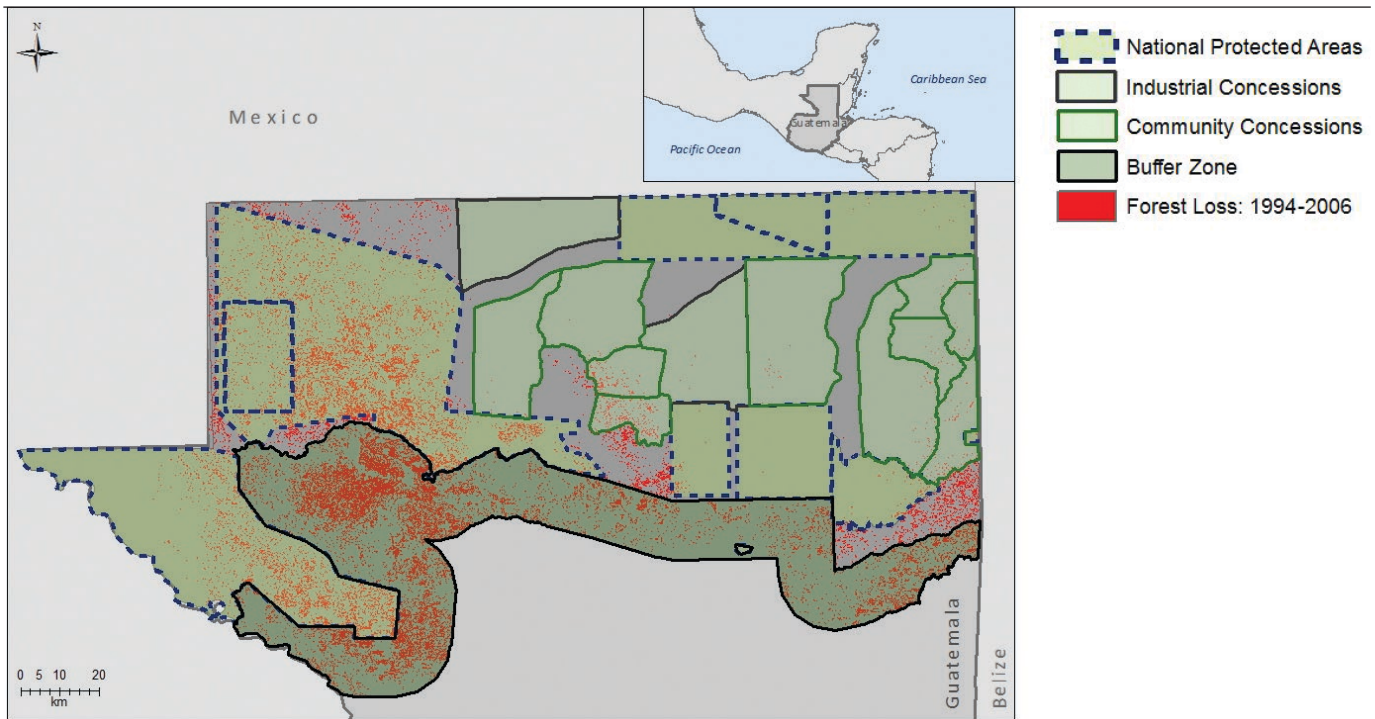 N
Mexico
Caribbean Sea
Guatemala
Pacific Ocean
National Protected Areas
Industrial Concessions
Community Concessions
Buffer Zone
Forest Loss: 1994-2006
0 5 10 20
km
Guatemala
Belize